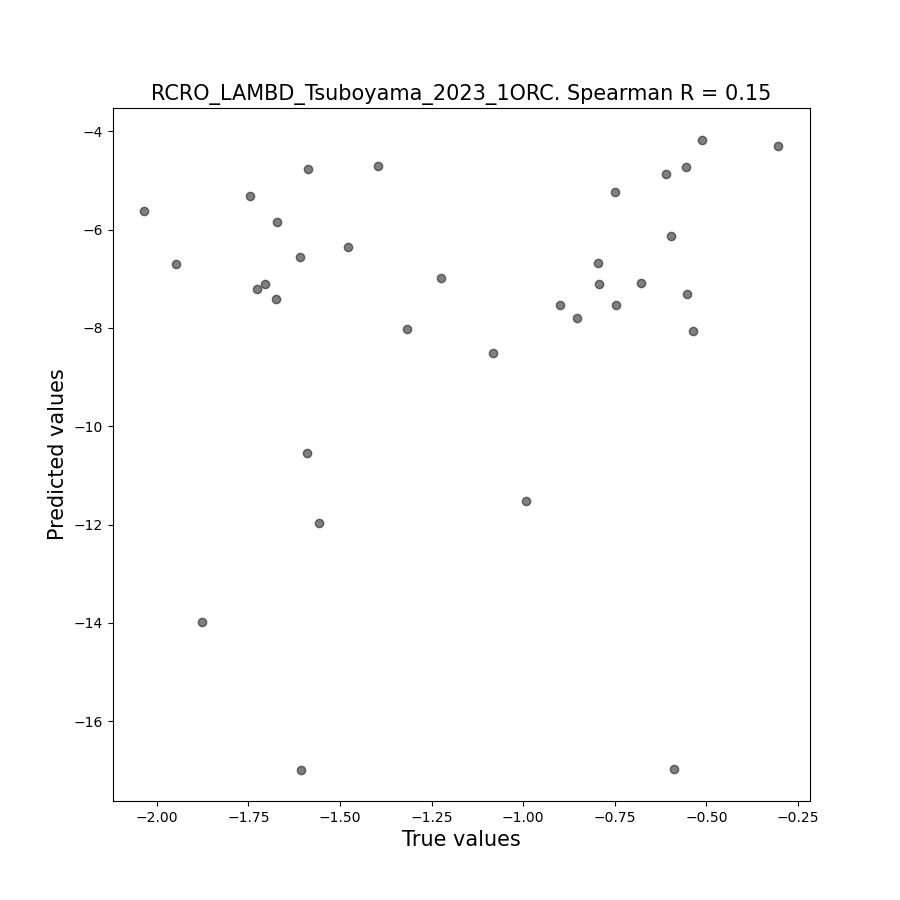 RCRO_LAMBD_Tsuboyama_2023_1ORC. Spearman R = 0.15
−4
−6
−8
−10
−12
−14
−16
Predicted values
−2.00 −1.75 −1.50 −1.25 −1.00 −0.75 −0.50 −0.25
True values